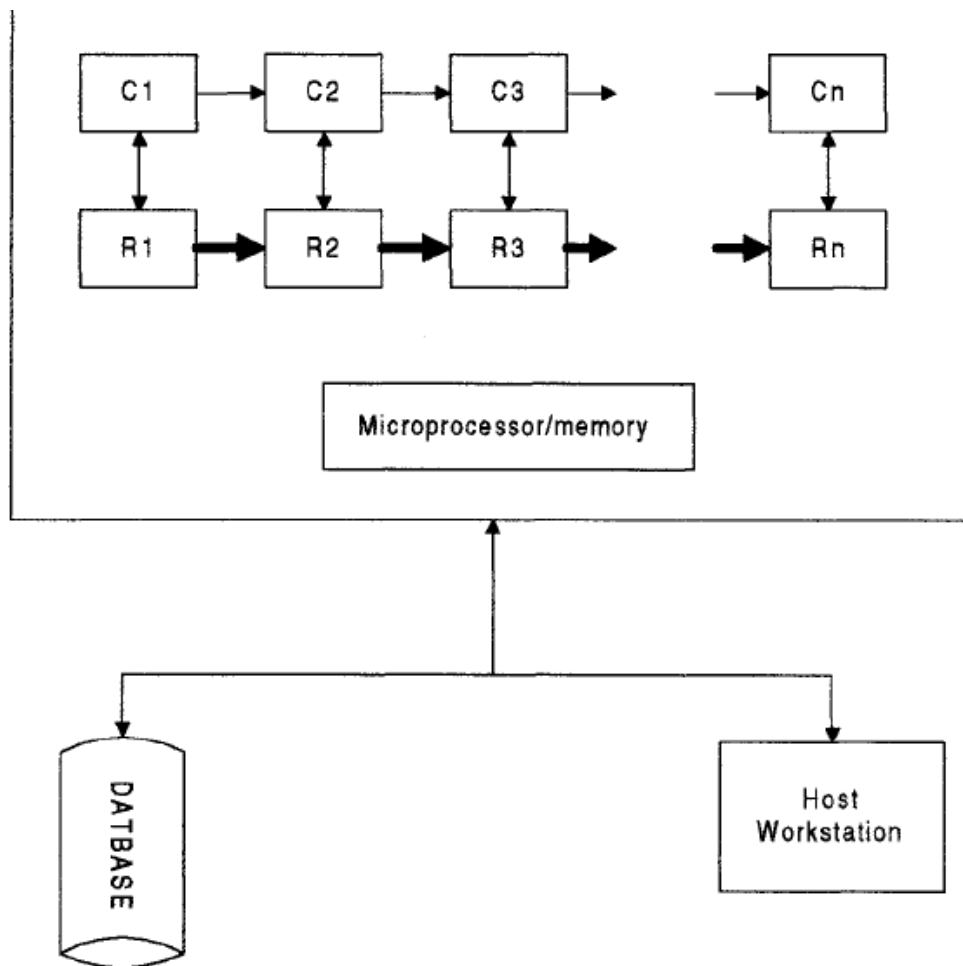 C1
C2
C3
Cn
R1
R2
R3
Rn
Microprocessor/memory
DATBASE
Host
Workstation